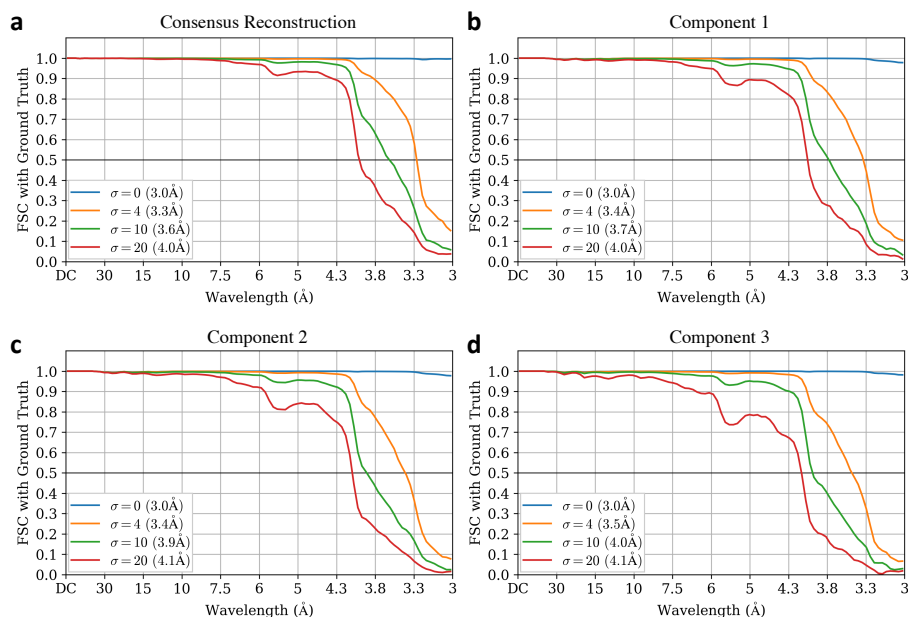 a
Consensus Reconstruction
FSC with Ground Truth
1.0
0.9
0.8
0.7
0.6
0.5
0.4
0.3
0.2
0.1
0.0
σ = 0 (3.0Å)
σ = 4 (3.3Å)
σ = 10 (3.6Å)
σ = 20 (4.0Å)
DC 30 15 10 7.5 6 5 4.3 3.8 3.3 3
Wavelength (Å)
b
Component 1
FSC with Ground Truth
1.0
0.9
0.8
0.7
0.6
0.5
0.4
0.3
0.2
0.1
0.0
σ = 0 (3.0Å)
σ = 4 (3.4Å)
σ = 10 (3.7Å)
σ = 20 (4.0Å)
DC 30 15 10 7.5 6 5 4.3 3.8 3.3 3
Wavelength (Å)
c
Component 2
FSC with Ground Truth
1.0
0.9
0.8
0.7
0.6
0.5
0.4
0.3
0.2
0.1
0.0
σ = 0 (3.0Å)
σ = 4 (3.4Å)
σ = 10 (3.9Å)
σ = 20 (4.1Å)
DC 30 15 10 7.5 6 5 4.3 3.8 3.3 3
Wavelength (Å)
d
Component 3
FSC with Ground Truth
1.0
0.9
0.8
0.7
0.6
0.5
0.4
0.3
0.2
0.1
0.0
σ = 0 (3.0Å)
σ = 4 (3.5Å)
σ = 10 (4.0Å)
σ = 20 (4.1Å)
DC 30 15 10 7.5 6 5 4.3 3.8 3.3 3
Wavelength (Å)